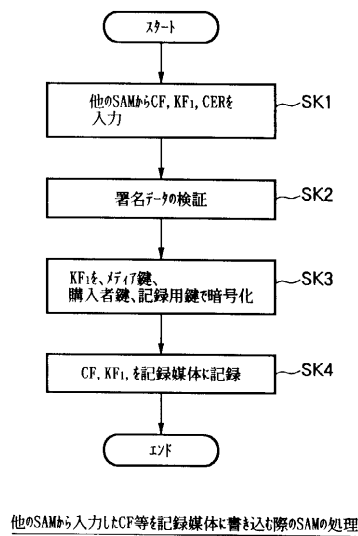 スタート
他のSAMからCF, KF₁, CERを
入力
SK1
署名データの検証
SK2
KF₁を、メディア鍵、
購入者鍵、記録用鍵で暗号化
SK3
CF, KF₁, を記録媒体に記録
SK4
エンド
他のSAMから入力したCF等を記録媒体に書き込む際のSAMの処理